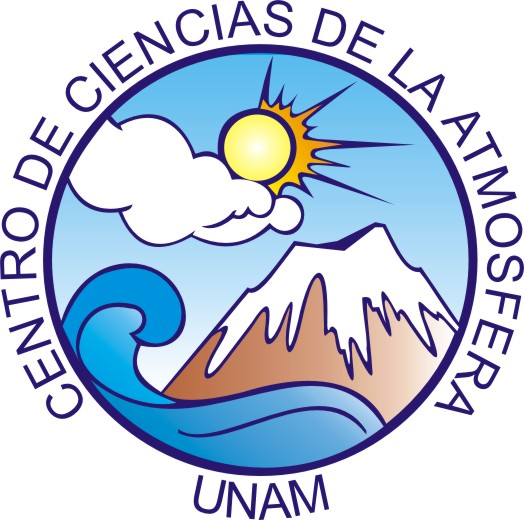 CENTRO DE CIENCIAS DE LA ATMOSFERA
UNAM